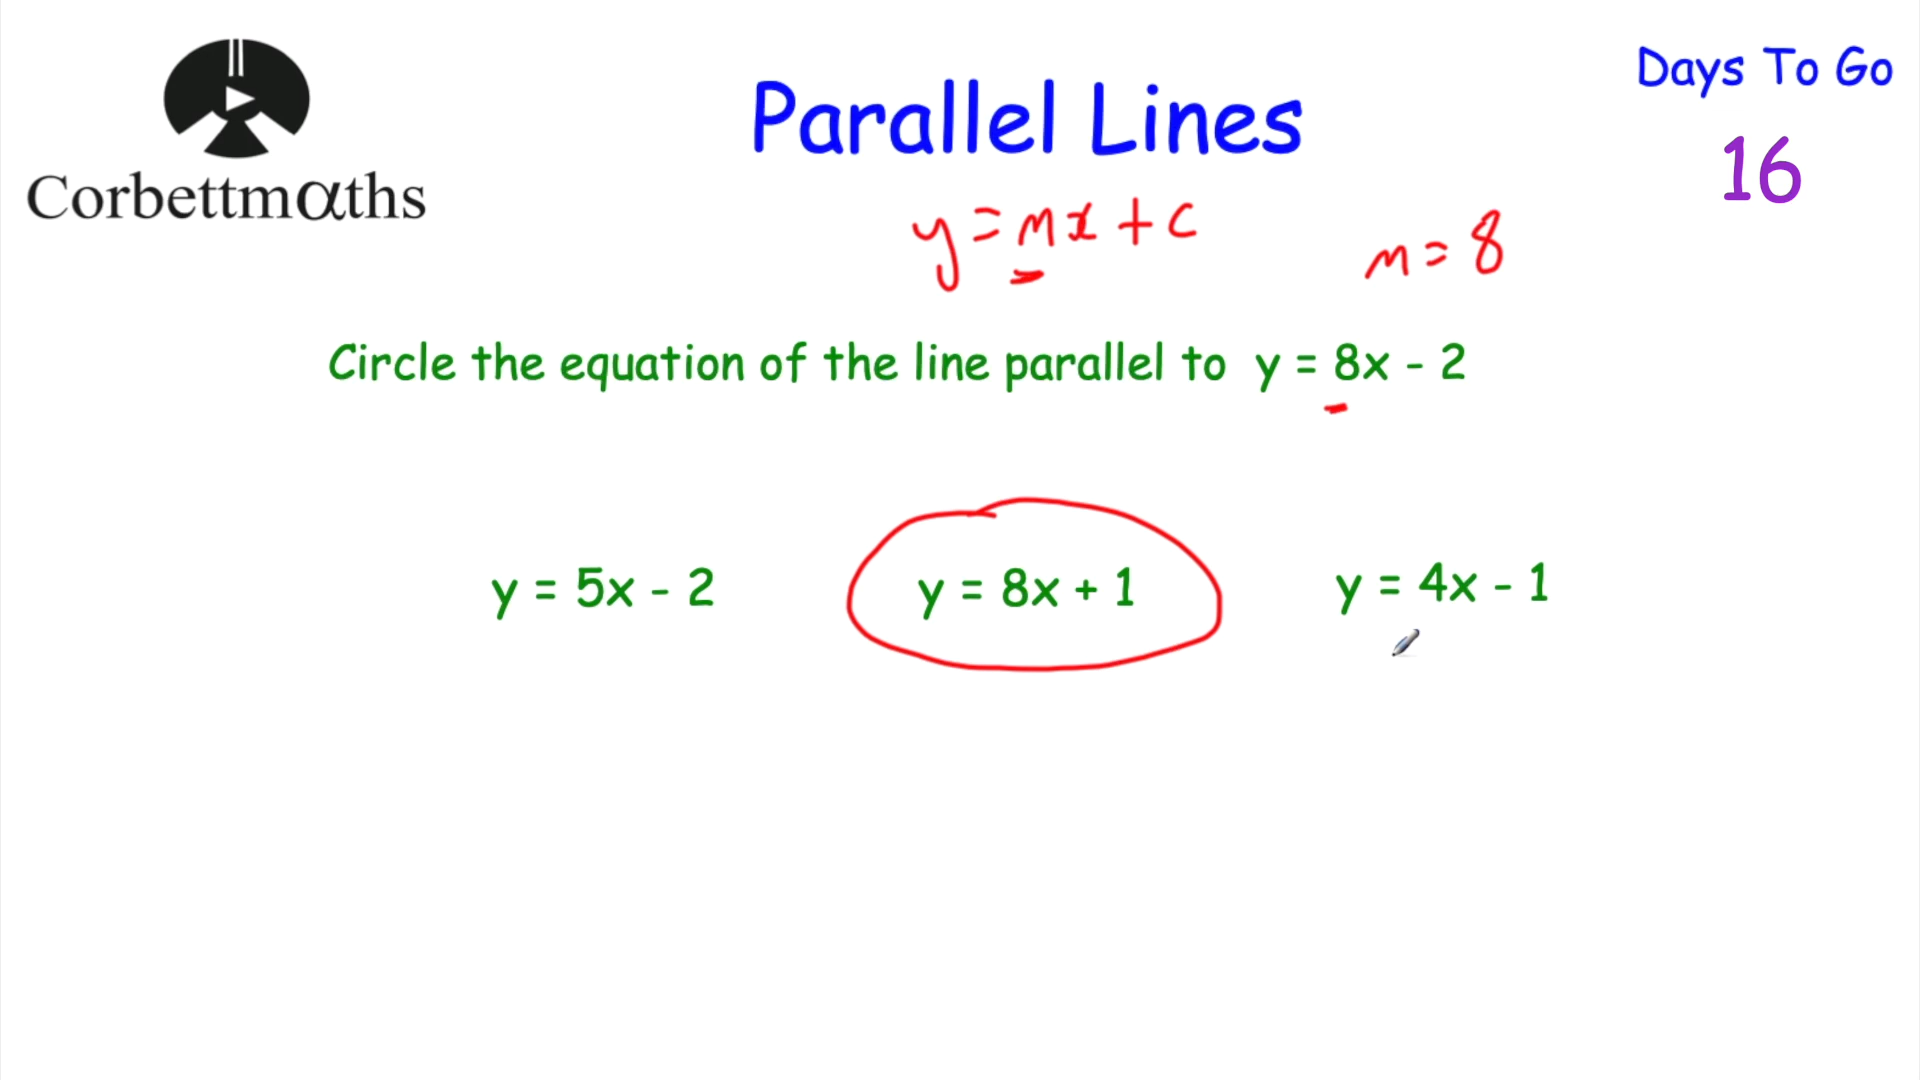 Corbettmαths
Parallel Lines
Days To Go
16
y = mx + c
m = 8
Circle the equation of the line parallel to y = 8x - 2
y = 5x - 2
y = 8x + 1
y = 4x - 1